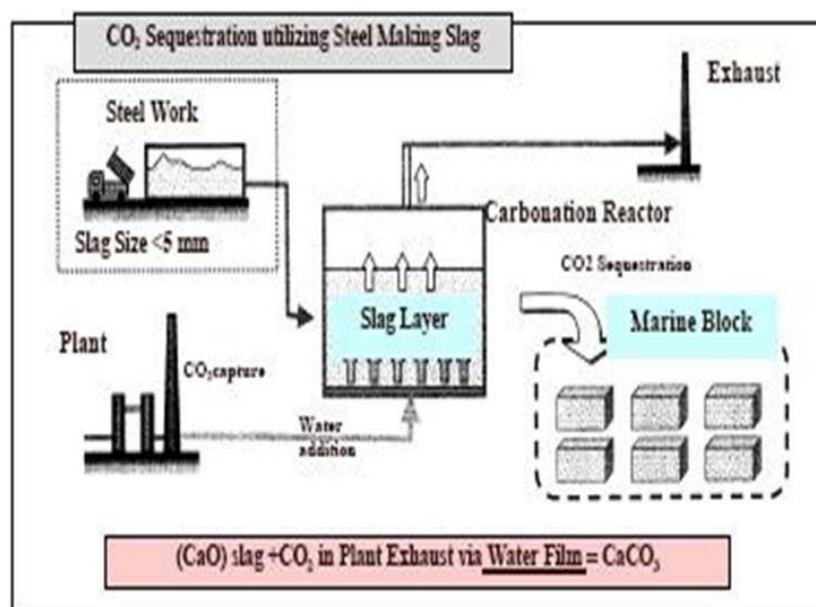 CO₂ Sequestration utilizing Steel Making Slag
Exhaust
Steel Work
Slag Size <5 mm
Carbonation Reactor
CO2 Sequestration
Slag Layer
Marine Block
Plant
CO₂capture
Water
addition
(CaO) slag +CO₂ in Plant Exhaust via Water Film = CaCO₃